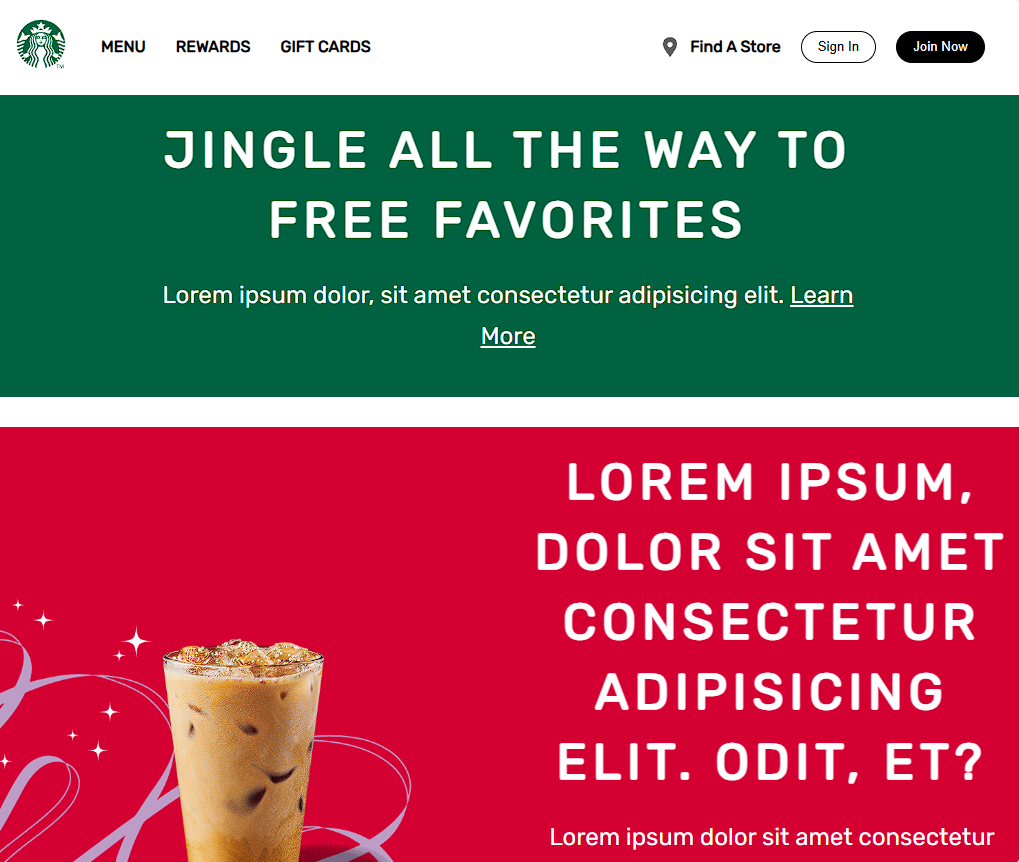 MENU REWARDS GIFT CARDS Find A Store Sign In Join Now
JINGLE ALL THE WAY TO
FREE FAVORITES
Lorem ipsum dolor, sit amet consectetur adipisicing elit. Learn
More
LOREM IPSUM,
DOLOR SIT AMET
CONSECTETUR
ADIPISICING
ELIT. ODIT, ET?
Lorem ipsum dolor sit amet consectetur